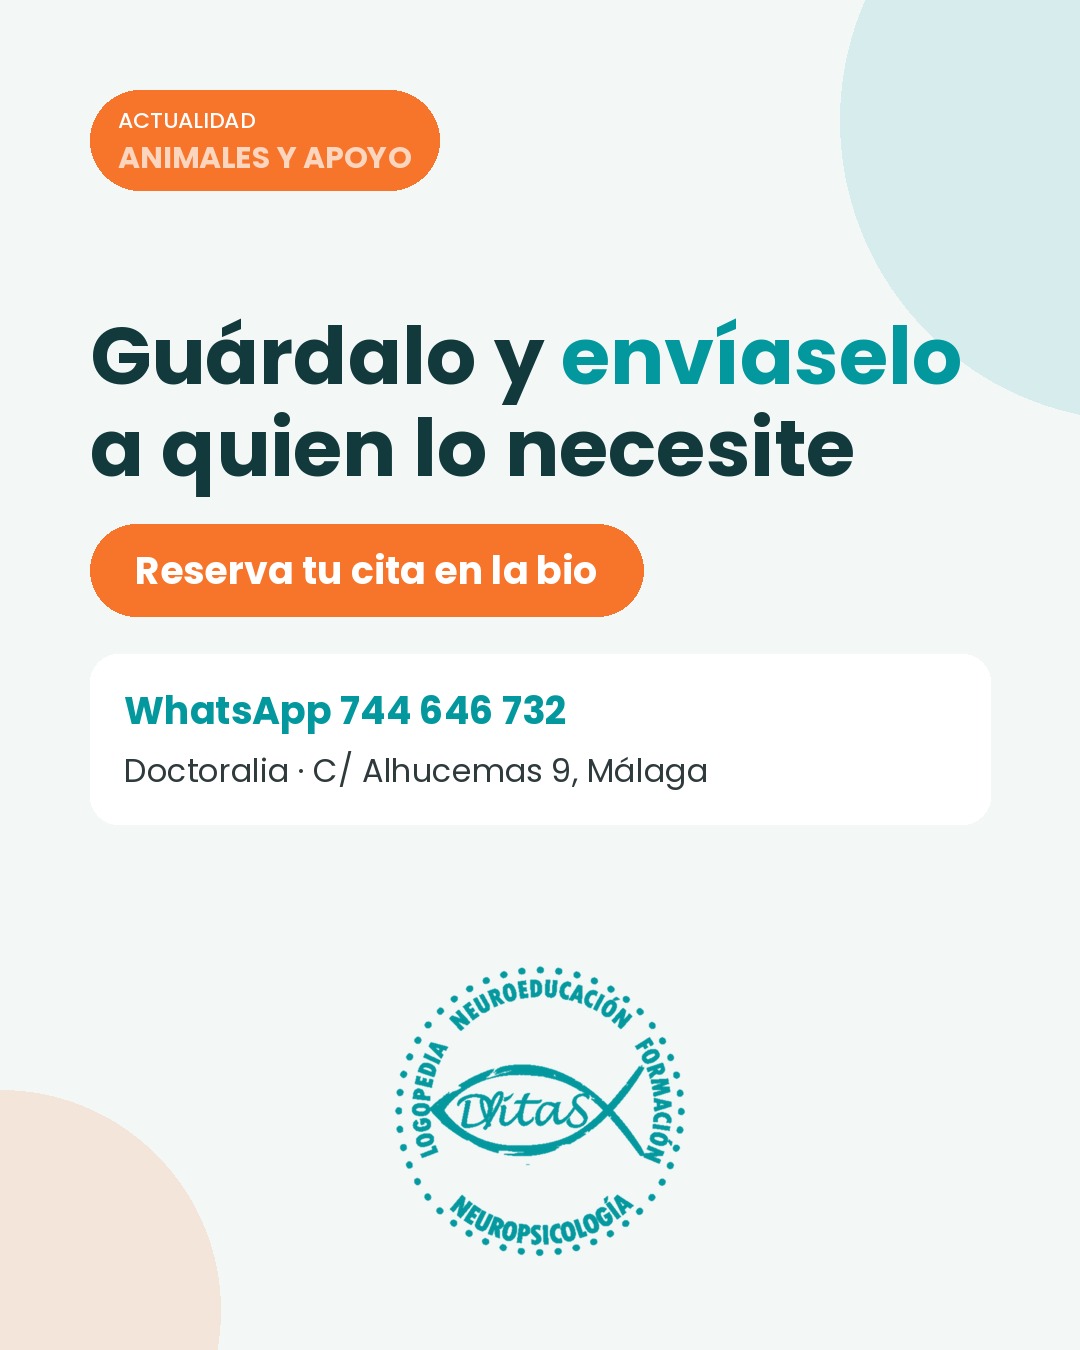 ACTUALIDAD
ANIMALES Y APOYO
Guárdalo y envíaselo
a quien lo necesite
Reserva tu cita en la bio
WhatsApp 744 646 732
Doctoralia · C/ Alhucemas 9, Málaga
NEUROEDUCACIÓN
LOGOPEDIA
FORMACIÓN
DVitaS
NEUROPSICOLOGÍA